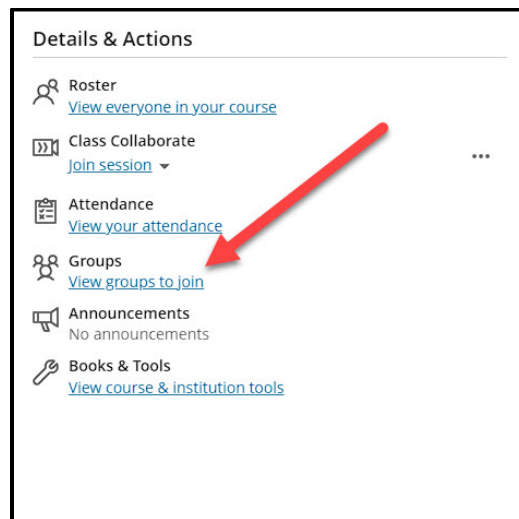 Details & Actions
Roster
View everyone in your course
Class Collaborate
Join session
Attendance
View your attendance
Groups
View groups to join
Announcements
No announcements
Books & Tools
View course & institution tools